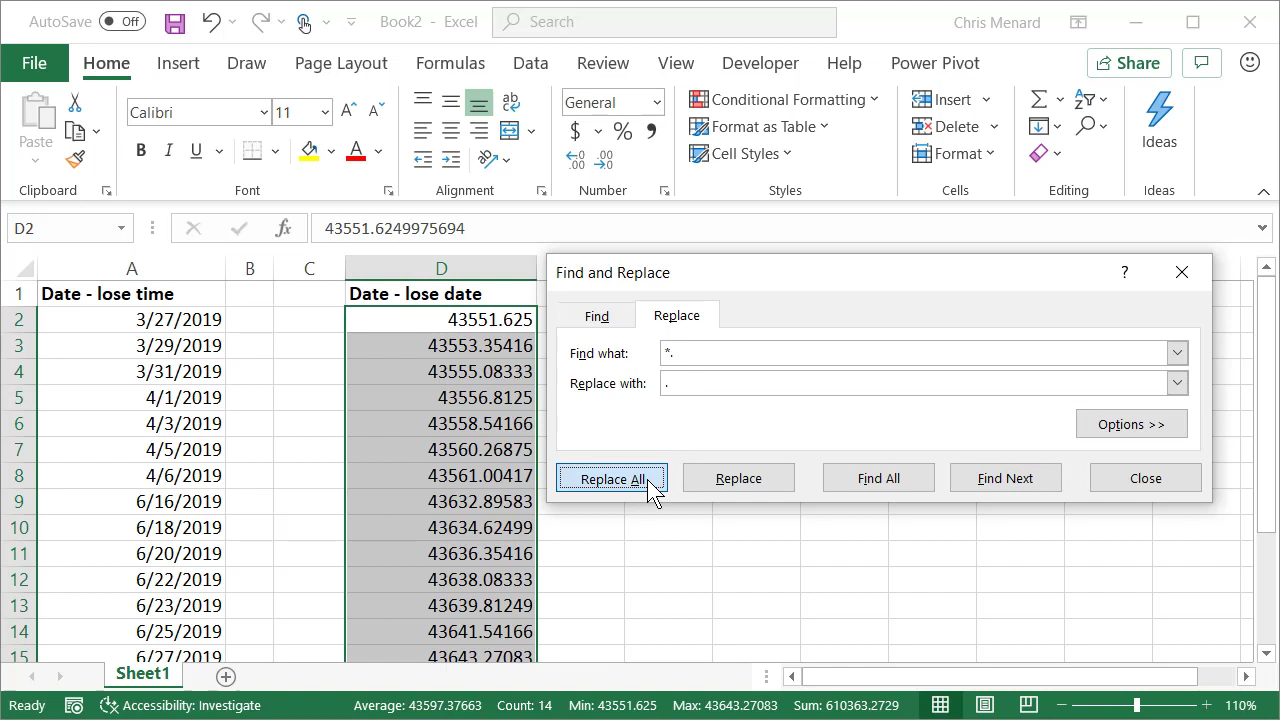 AutoSave Off Book2 - Excel Search Chris Menard
File Home Insert Draw Page Layout Formulas Data Review View Developer Help Power Pivot Share
Paste Calibri 11 General Conditional Formatting Insert Ideas
Format as Table Delete
Cell Styles Format
Clipboard Font Alignment Number Styles Cells Editing Ideas
D2 fx 43551.6249975694
A B C D
1 Date - lose time Date - lose date
2 3/27/2019 43551.625
3 3/29/2019 43553.35416
4 3/31/2019 43555.08333
5 4/1/2019 43556.8125
6 4/3/2019 43558.54166
7 4/5/2019 43560.26875
8 4/6/2019 43561.00417
9 6/16/2019 43632.89583
10 6/18/2019 43634.62499
11 6/20/2019 43636.35416
12 6/22/2019 43638.08333
13 6/23/2019 43639.81249
14 6/25/2019 43641.54166
15 6/27/2019 43643.27083
Find and Replace ?
Find Replace
Find what: *.
Replace with: .
Options >>
Replace All Replace Find All Find Next Close
Sheet1
Ready Accessibility: Investigate Average: 43597.37663 Count: 14 Min: 43551.625 Max: 43643.27083 Sum: 610363.2729 110%